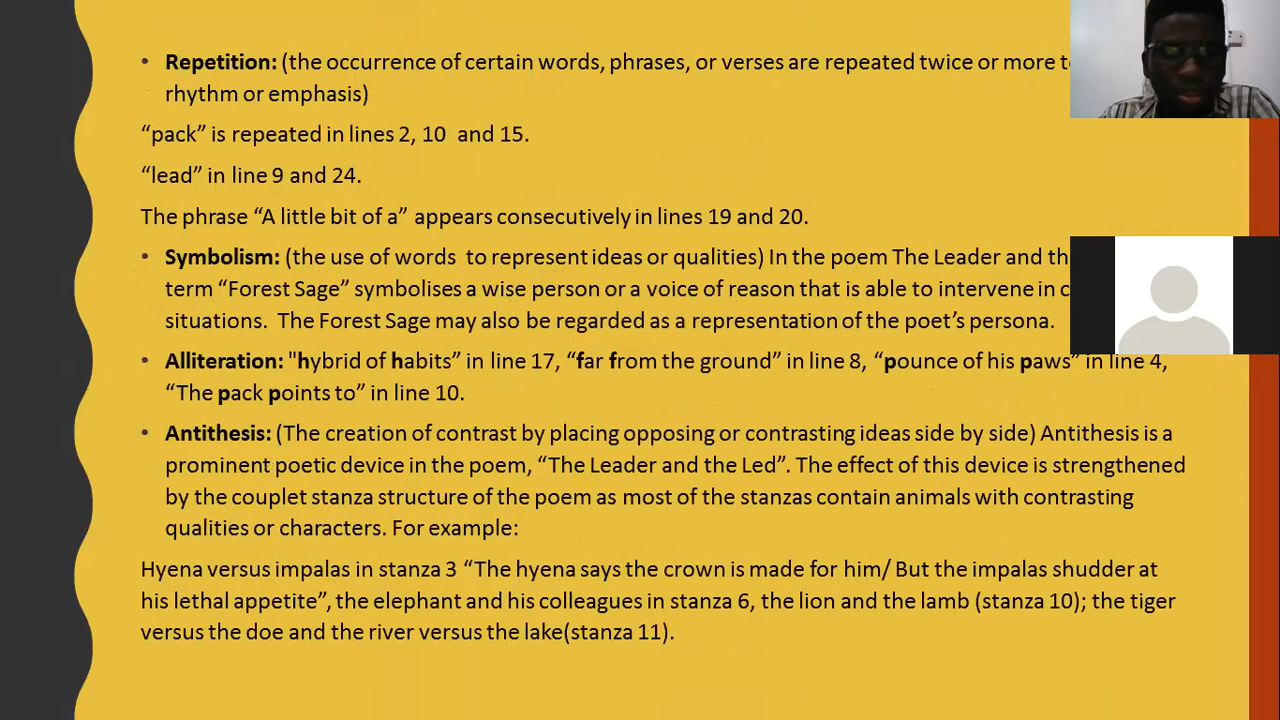 • Repetition: (the occurrence of certain words, phrases, or verses are repeated twice or more
rhythm or emphasis)
“pack” is repeated in lines 2, 10 and 15.
“lead” in line 9 and 24.
The phrase “A little bit of a” appears consecutively in lines 19 and 20.
• Symbolism: (the use of words to represent ideas or qualities) In the poem The Leader and
term “Forest Sage” symbolises a wise person or a voice of reason that is able to intervene in
situations. The Forest Sage may also be regarded as a representation of the poet’s persona.
• Alliteration: "hybrid of habits” in line 17, “far from the ground” in line 8, “pounce of his paws” in line 4,
“The pack points to” in line 10.
• Antithesis: (The creation of contrast by placing opposing or contrasting ideas side by side) Antithesis is a
prominent poetic device in the poem, “The Leader and the Led”. The effect of this device is strengthened
by the couplet stanza structure of the poem as most of the stanzas contain animals with contrasting
qualities or characters. For example:
Hyena versus impalas in stanza 3 “The hyena says the crown is made for him/ But the impalas shudder at
his lethal appetite”, the elephant and his colleagues in stanza 6, the lion and the lamb (stanza 10); the tiger
versus the doe and the river versus the lake(stanza 11).